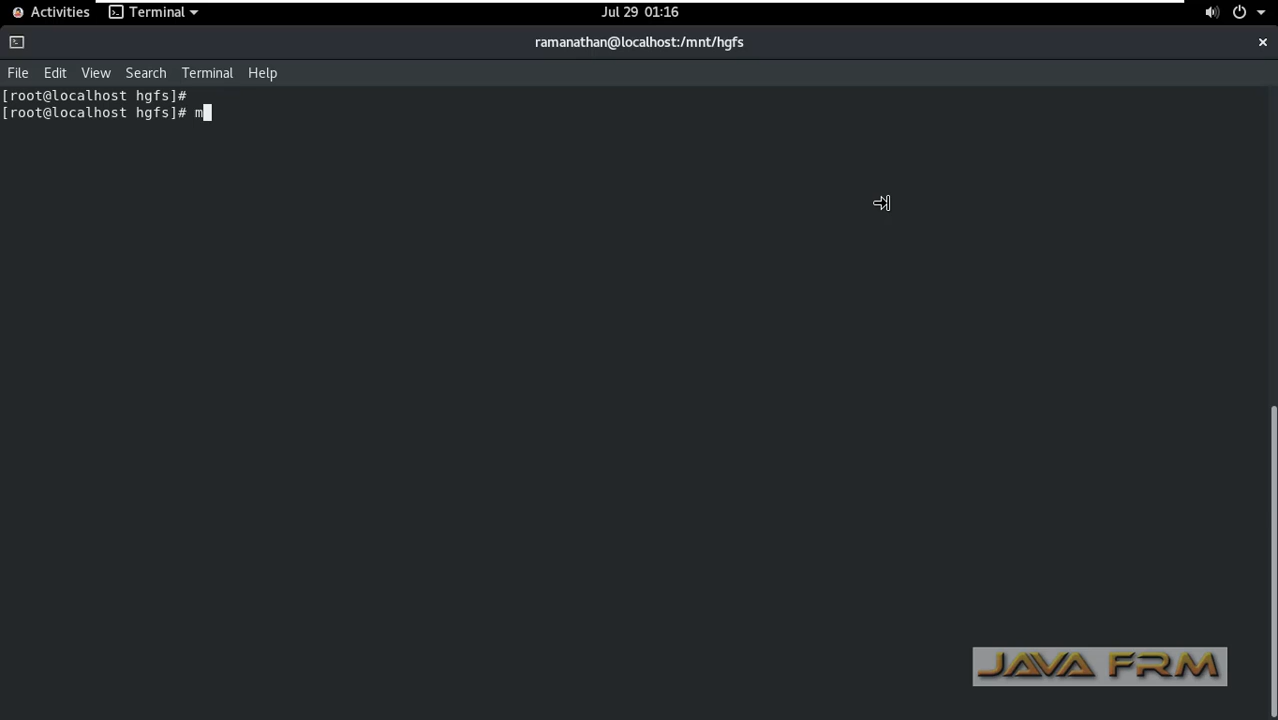 Activities Terminal Jul 29 01:16
ramanathan@localhost:/mnt/hgfs
File Edit View Search Terminal Help
[root@localhost hgfs]#
[root@localhost hgfs]# m
JAVA FRM